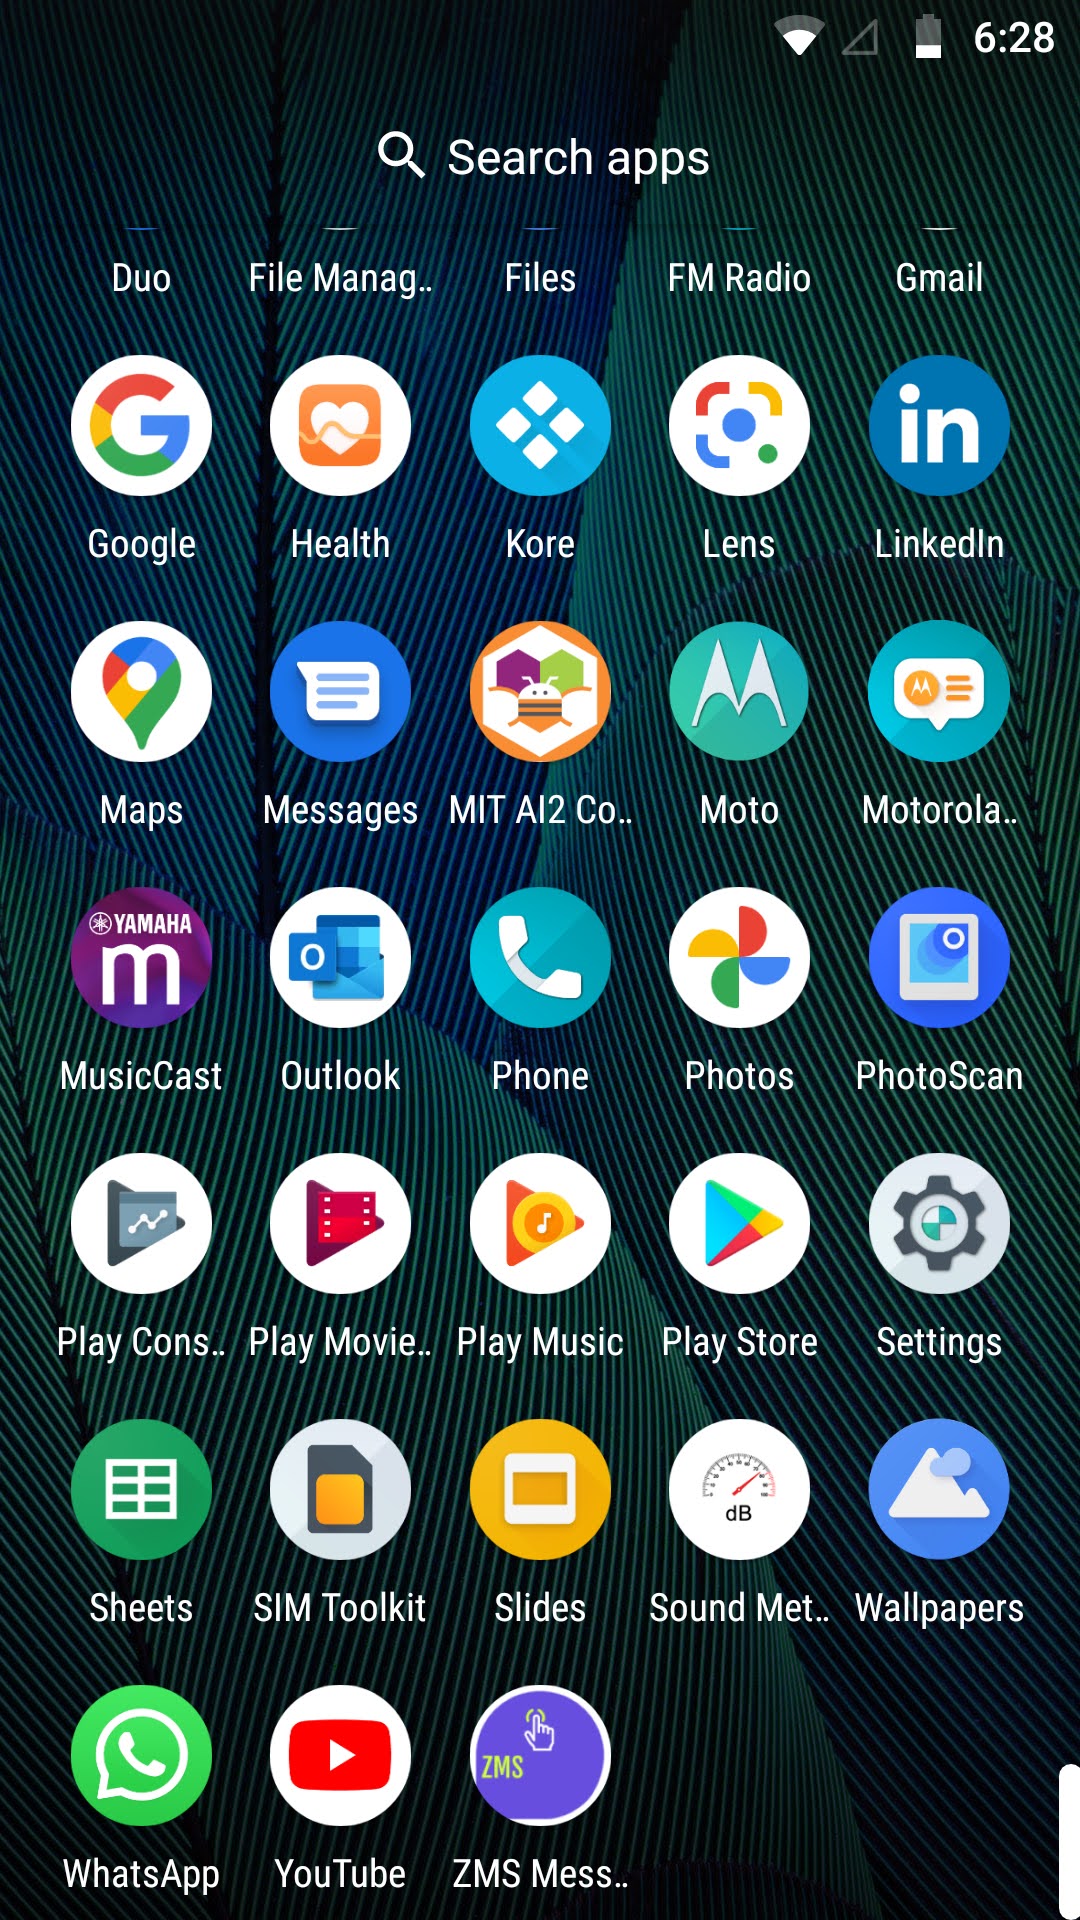 6:28
Search apps
Duo File Manag.. Files FM Radio Gmail
in
Google Health Kore Lens LinkedIn
Maps Messages MIT AI2 Co.. Moto Motorola..
YAMAHA
m
O
MusicCast Outlook Phone Photos PhotoScan
Play Cons.. Play Movie.. Play Music Play Store Settings
dB
Sheets SIM Toolkit Slides Sound Met.. Wallpapers
ZMS
WhatsApp YouTube ZMS Mess..